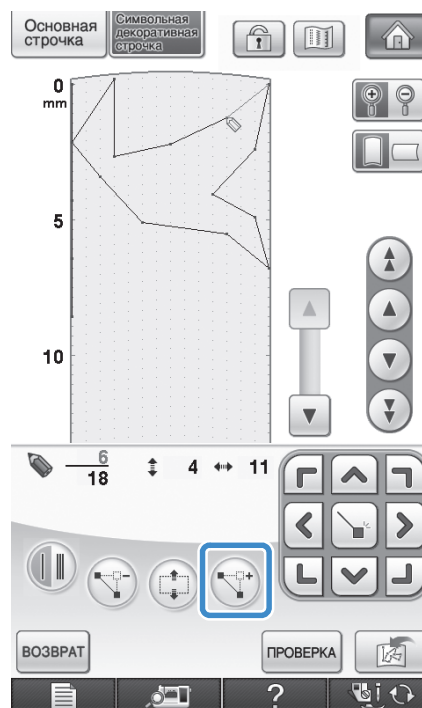 Основная
строчка
Символьная
декоративная
строчка
0
mm
5
10
6
18
4
11
ВОЗВРАТ
ПРОВЕРКА
?